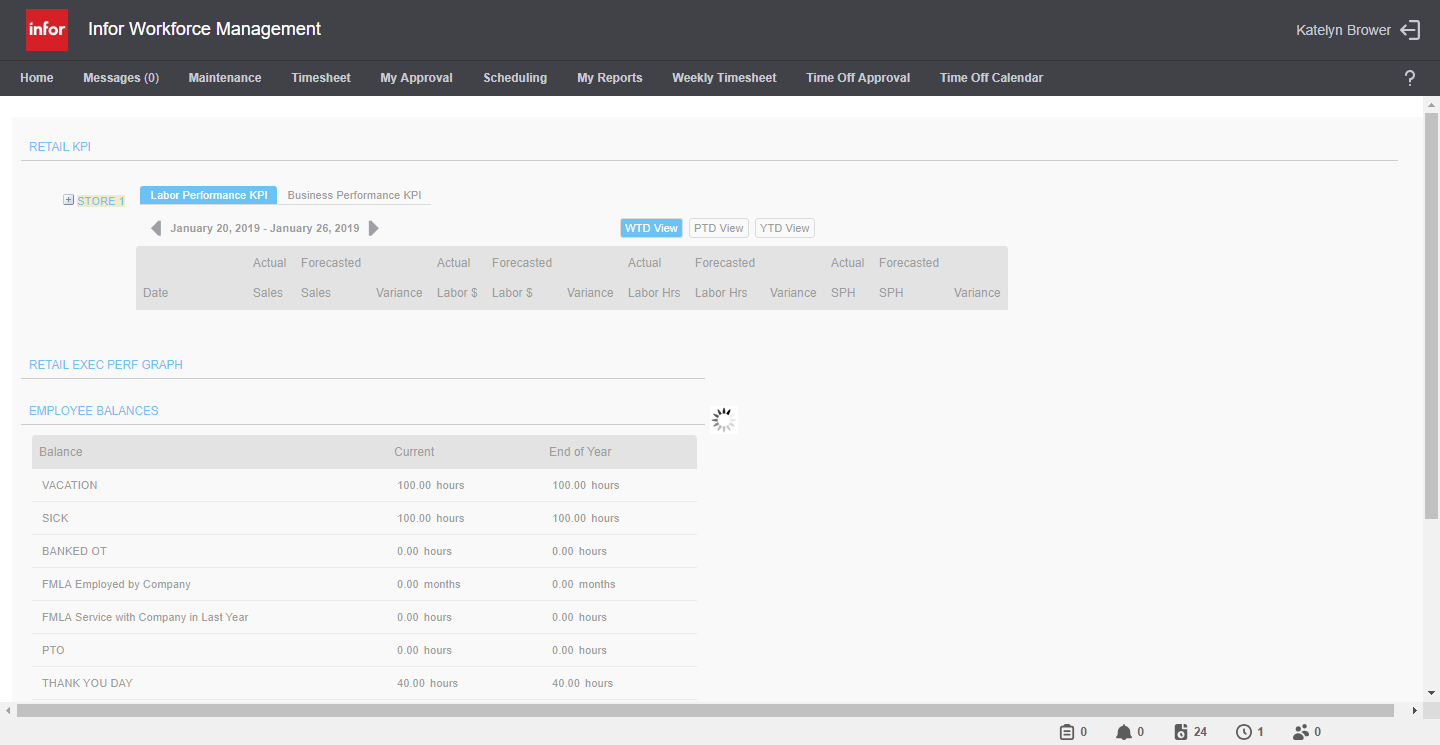 infor Infor Workforce Management Katelyn Brower
Home Messages (0) Maintenance Timesheet My Approval Scheduling My Reports Weekly Timesheet Time Off Approval Time Off Calendar ?
RETAIL KPI
STORE 1 Labor Performance KPI Business Performance KPI
January 20, 2019 - January 26, 2019 WTD View PTD View YTD View
Actual Forecasted Actual Forecasted Actual Forecasted Actual Forecasted
Date Sales Sales Variance Labor $ Labor $ Variance Labor Hrs Labor Hrs Variance SPH SPH Variance
RETAIL EXEC PERF GRAPH
EMPLOYEE BALANCES
Balance Current End of Year
VACATION 100.00 hours 100.00 hours
SICK 100.00 hours 100.00 hours
BANKED OT 0.00 hours 0.00 hours
FMLA Employed by Company 0.00 months 0.00 months
FMLA Service with Company in Last Year 0.00 hours 0.00 hours
PTO 0.00 hours 0.00 hours
THANK YOU DAY 40.00 hours 40.00 hours
0 0 24 1 0